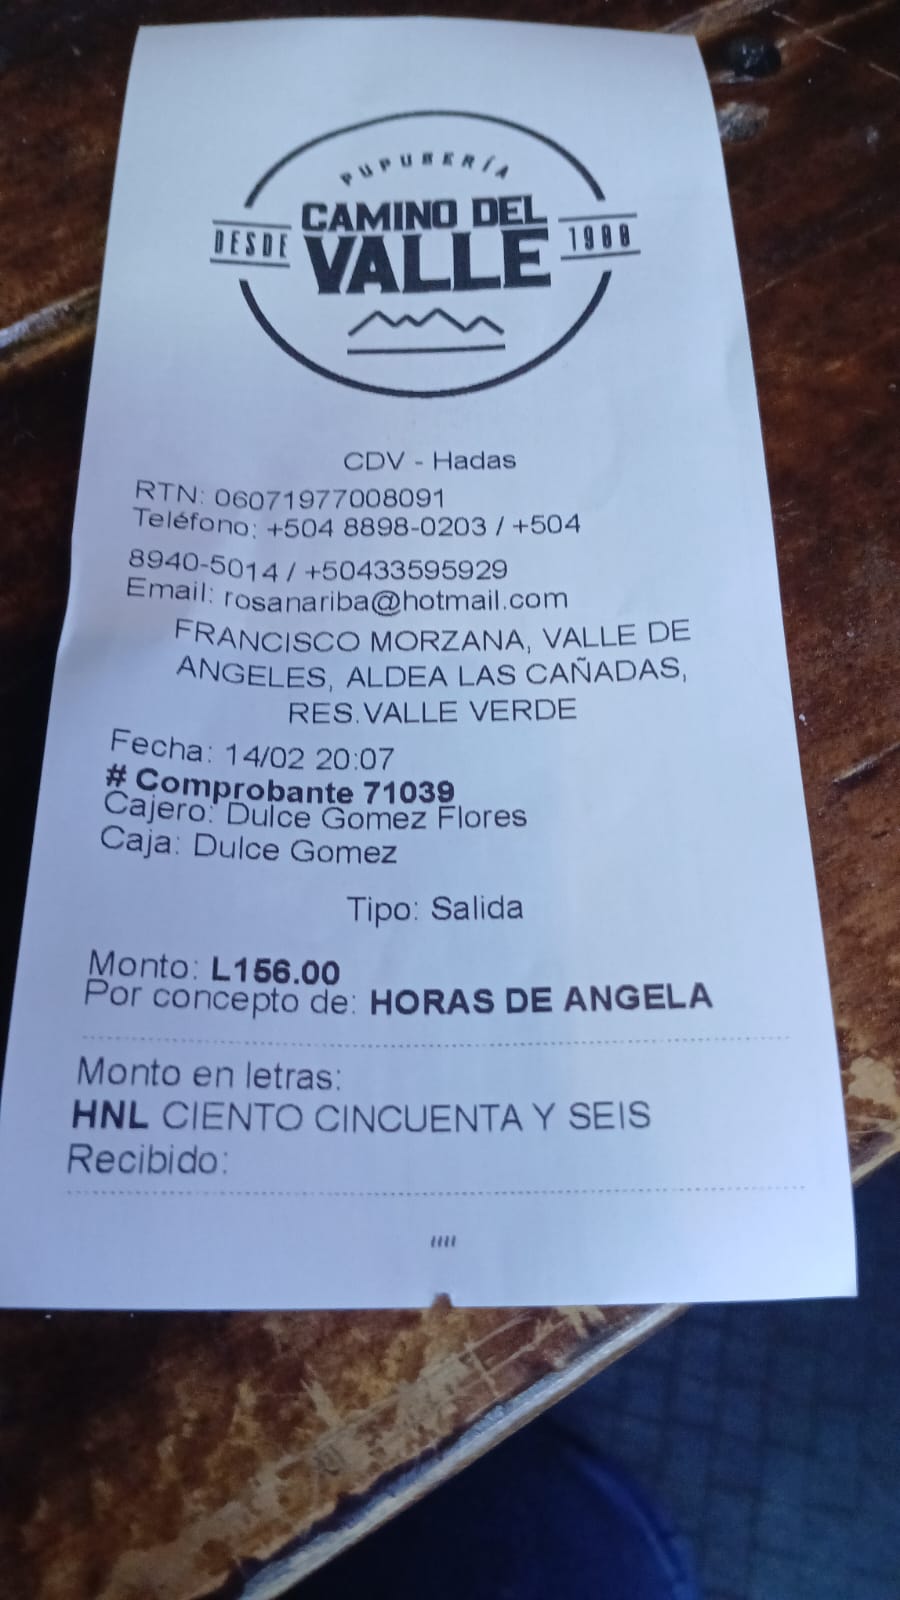 PUPUSERÍA
CAMINO DEL
VALLE
DESDE
1988
CDV - Hadas
RTN: 06071977008091
Teléfono: +504 8898-0203 / +504
8940-5014 / +50433595929
Email: rosanariba@hotmail.com
FRANCISCO MORZANA, VALLE DE
ANGELES, ALDEA LAS CAÑADAS,
RES.VALLE VERDE
Fecha: 14/02 20:07
# Comprobante 71039
Cajero: Dulce Gomez Flores
Caja: Dulce Gomez
Tipo: Salida
Monto: L156.00
Por concepto de: HORAS DE ANGELA
Monto en letras:
HNL CIENTO CINCUENTA Y SEIS
Recibido: